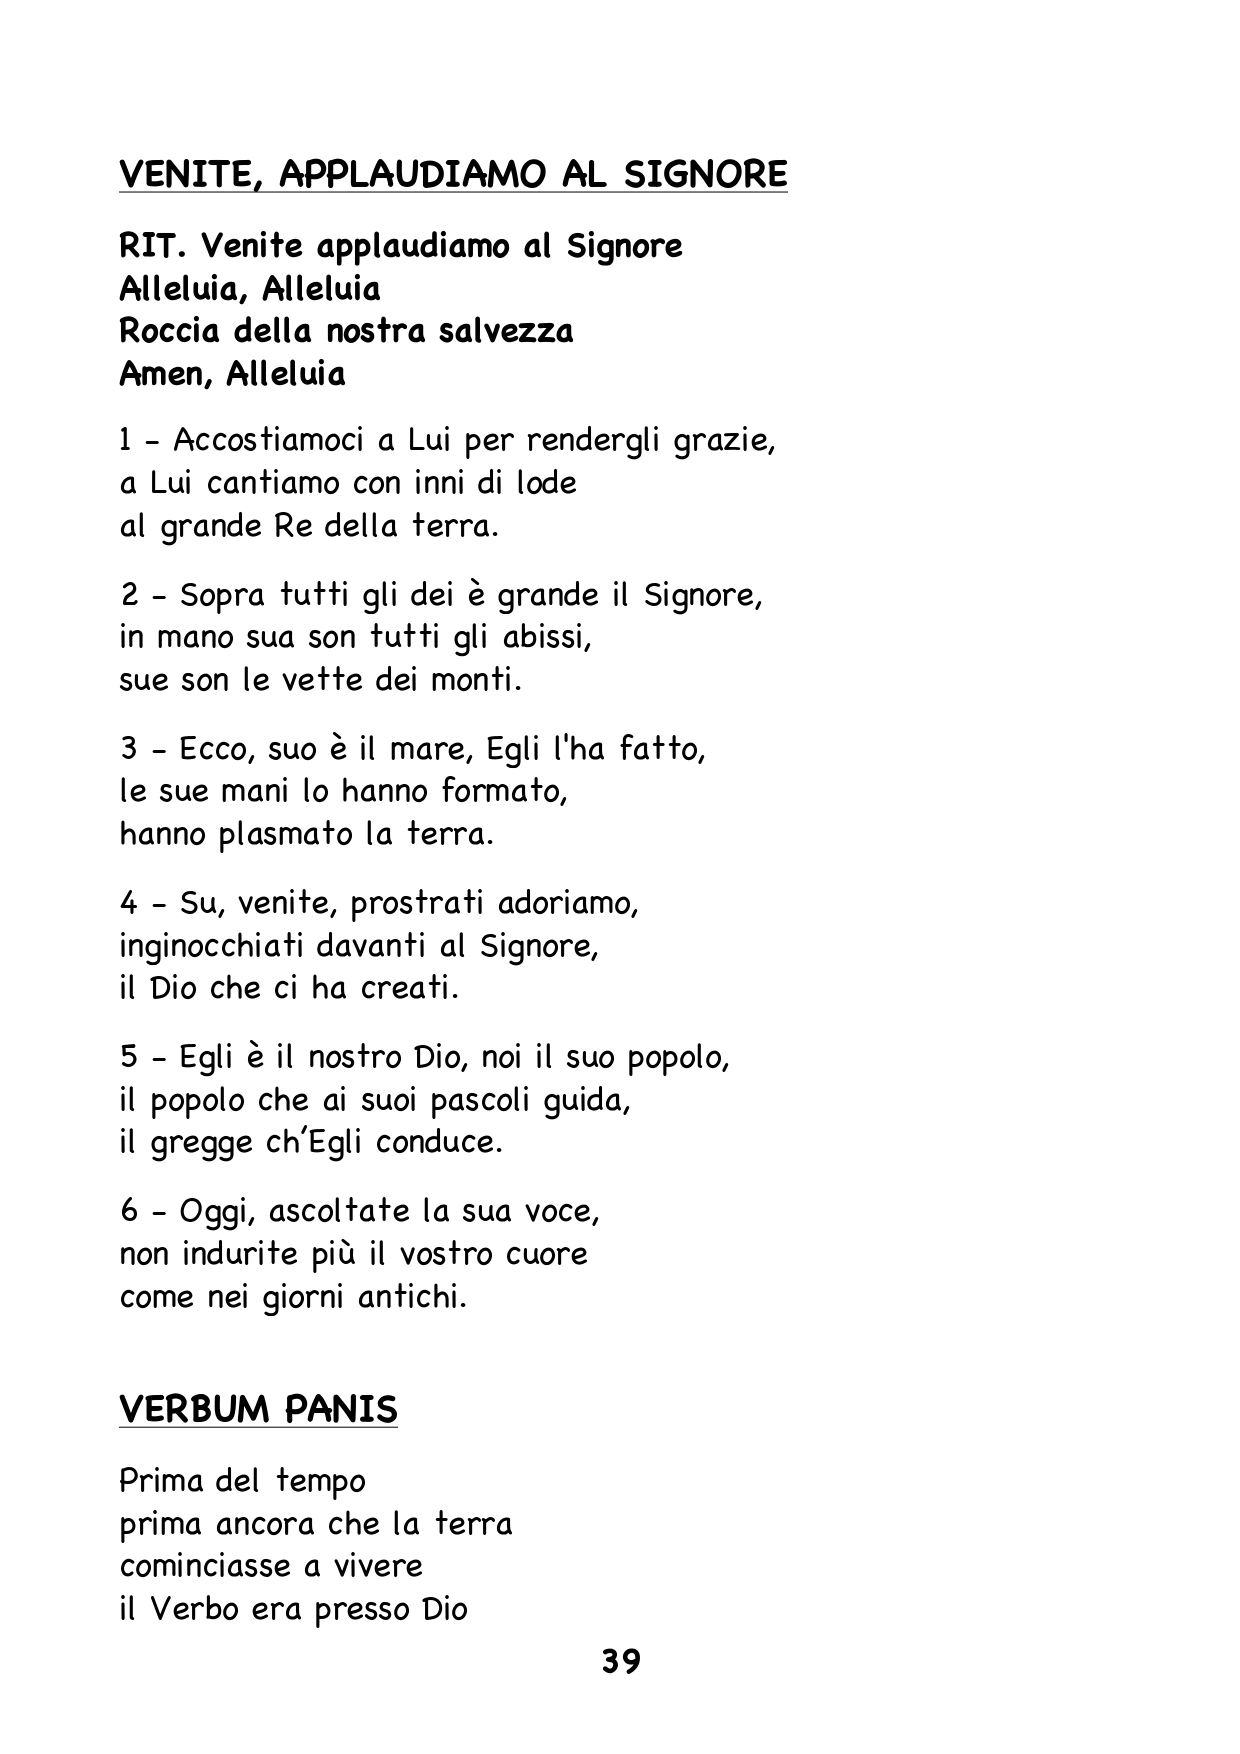 VENITE, APPLAUDIAMO AL SIGNORE
RIT. Venite applaudiamo al Signore
Alleluia, Alleluia
Roccia della nostra salvezza
Amen, Alleluia
1 – Accostiamoci a Lui per rendergli grazie,
a Lui cantiamo con inni di lode
al grande Re della terra.
2 – Sopra tutti gli dei è grande il Signore,
in mano sua son tutti gli abissi,
sue son le vette dei monti.
3 – Ecco, suo è il mare, Egli l'ha fatto,
le sue mani lo hanno formato,
hanno plasmato la terra.
4 – Su, venite, prostrati adoriamo,
inginocchiati davanti al Signore,
il Dio che ci ha creati.
5 – Egli è il nostro Dio, noi il suo popolo,
il popolo che ai suoi pascoli guida,
il gregge ch’Egli conduce.
6 – Oggi, ascoltate la sua voce,
non indurite più il vostro cuore
come nei giorni antichi.
VERBUM PANIS
Prima del tempo
prima ancora che la terra
cominciasse a vivere
il Verbo era presso Dio
39